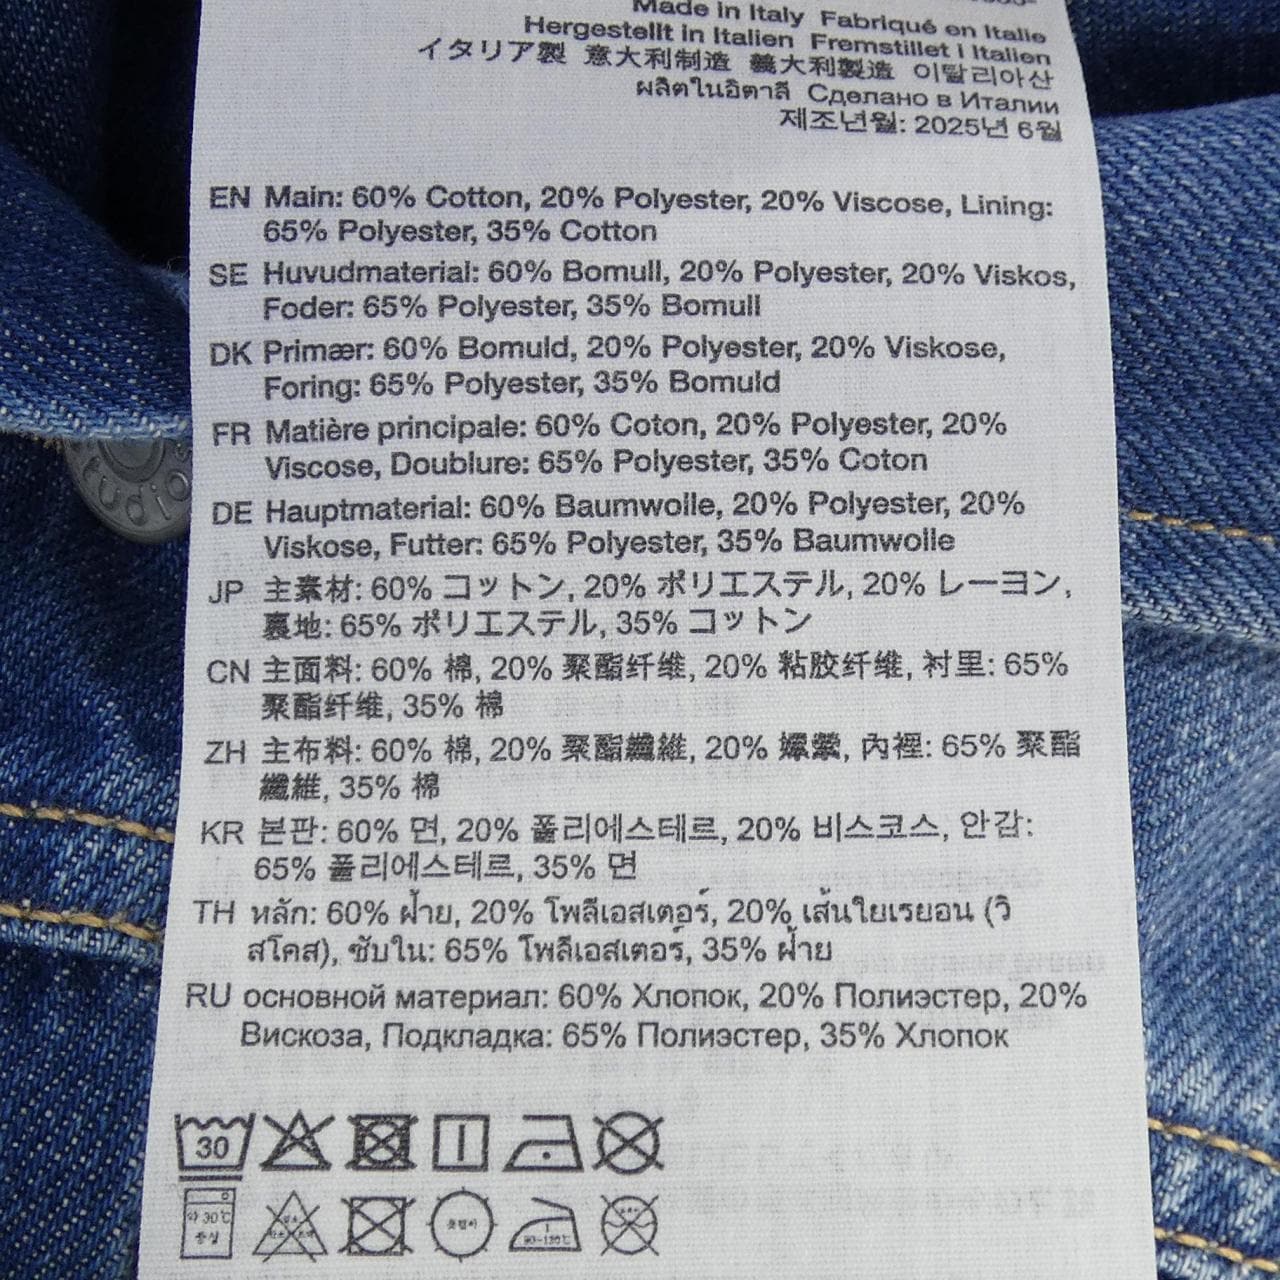 Made in Italy Fabriqué en Italie
Hergestellt in Italien Fremstillet i Italien
イタリア製 意大利制造 義大利製造 이탈리아산
ผลิตในอิตาลี Сделано в Италии
제조년월: 2025년 6월
EN Main: 60% Cotton, 20% Polyester, 20% Viscose, Lining:
65% Polyester, 35% Cotton
SE Huvudmaterial: 60% Bomull, 20% Polyester, 20% Viskos,
Foder: 65% Polyester, 35% Bomull
DK Primær: 60% Bomuld, 20% Polyester, 20% Viskose,
Foring: 65% Polyester, 35% Bomuld
FR Matière principale: 60% Coton, 20% Polyester, 20%
Viscose, Doublure: 65% Polyester, 35% Coton
DE Hauptmaterial: 60% Baumwolle, 20% Polyester, 20%
Viskose, Futter: 65% Polyester, 35% Baumwolle
JP 主素材: 60% コットン, 20% ポリエステル, 20% レーヨン,
裏地: 65% ポリエステル, 35% コットン
CN 主面料: 60% 棉, 20% 聚酯纤维, 20% 粘胶纤维, 衬里: 65%
聚酯纤维, 35% 棉
ZH 主布料: 60% 棉, 20% 聚酯纖維, 20% 嫘縈, 內裡: 65% 聚酯
纖維, 35% 棉
KR 본판: 60% 면, 20% 폴리에스테르, 20% 비스코스, 안감:
65% 폴리에스테르, 35% 면
TH หลัก: 60% ฝ้าย, 20% โพลีเอสเตอร์, 20% เส้นใยเรยอน (วิ
สโคส), ซับใน: 65% โพลีเอสเตอร์, 35% ฝ้าย
RU основной материал: 60% Хлопок, 20% Полиэстер, 20%
Вискоза, Подкладка: 65% Полиэстер, 35% Хлопок
30
약 30℃
중성
80-120℃
tudio